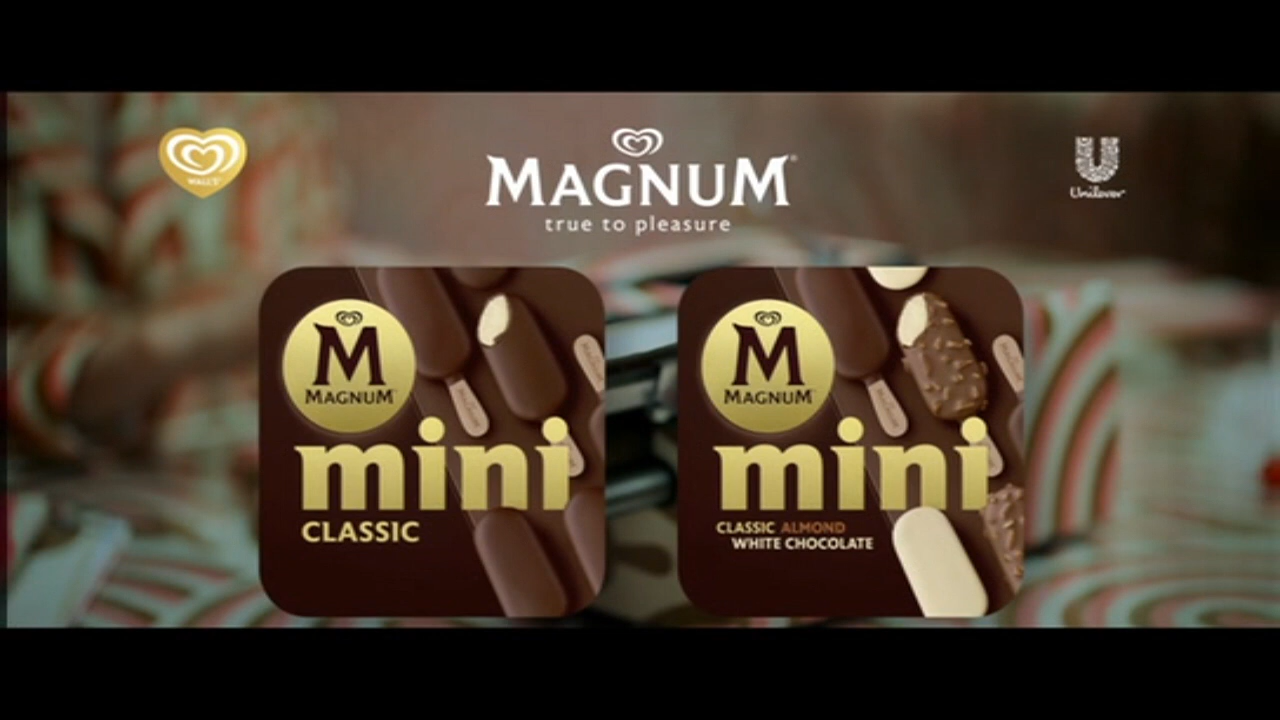 WALL'S
MAGNUM
true to pleasure
Unilever
M
MAGNUM
mini
CLASSIC
M
MAGNUM
mini
CLASSIC ALMOND
WHITE CHOCOLATE